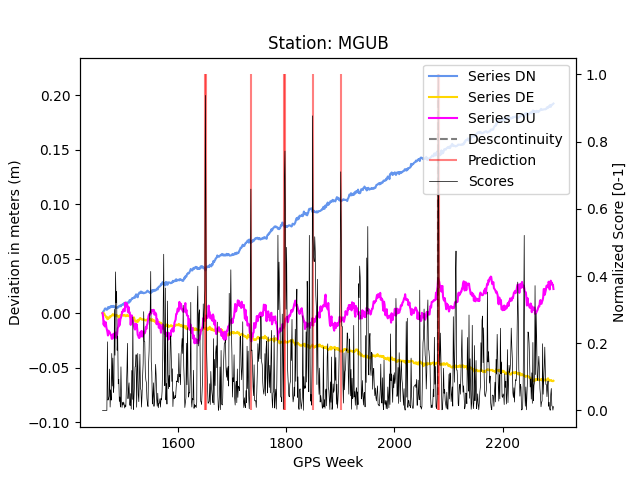 Station: MGUB
Series DN
Series DE
Series DU
Descontinuity
Prediction
Scores
Deviation in meters (m)
0.20
0.15
0.10
0.05
0.00
−0.05
−0.10
1.0
0.8
0.6
0.4
0.2
0.0
Normalized Score [0-1]
1600
1800
2000
2200
GPS Week